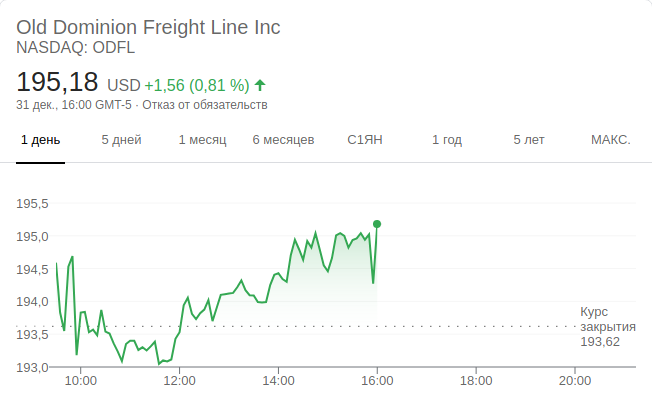 Old Dominion Freight Line Inc
NASDAQ: ODFL
195,18 USD +1,56 (0,81 %)
31 дек., 16:00 GMT-5 · Отказ от обязательств
1 день 5 дней 1 месяц 6 месяцев С1ЯН 1 год 5 лет МАКС.
195,5
195,0
194,5
194,0
193,5
193,0
Курс
закрытия
193,62
10:00 12:00 14:00 16:00 18:00 20:00